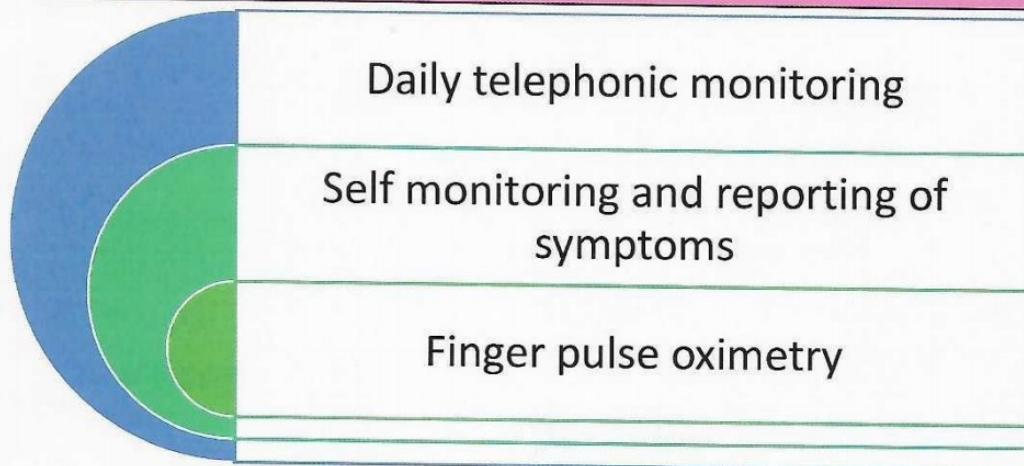 Daily telephonic monitoring
Self monitoring and reporting of
symptoms
Finger pulse oximetry